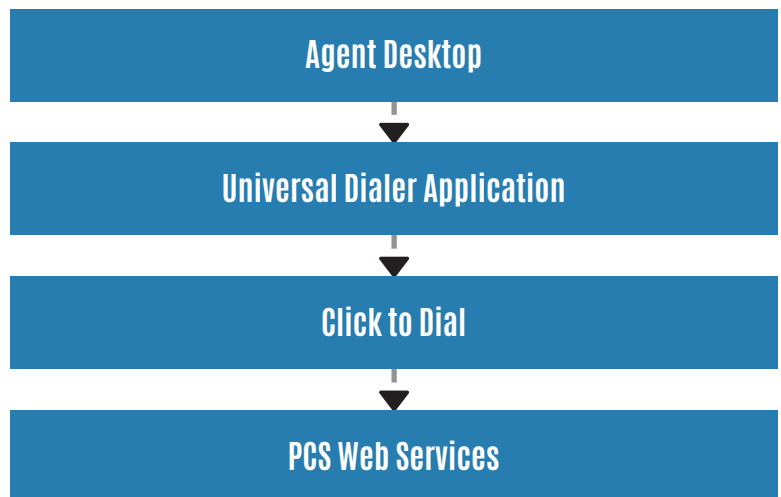 Agent Desktop
Universal Dialer Application
Click to Dial
PCS Web Services